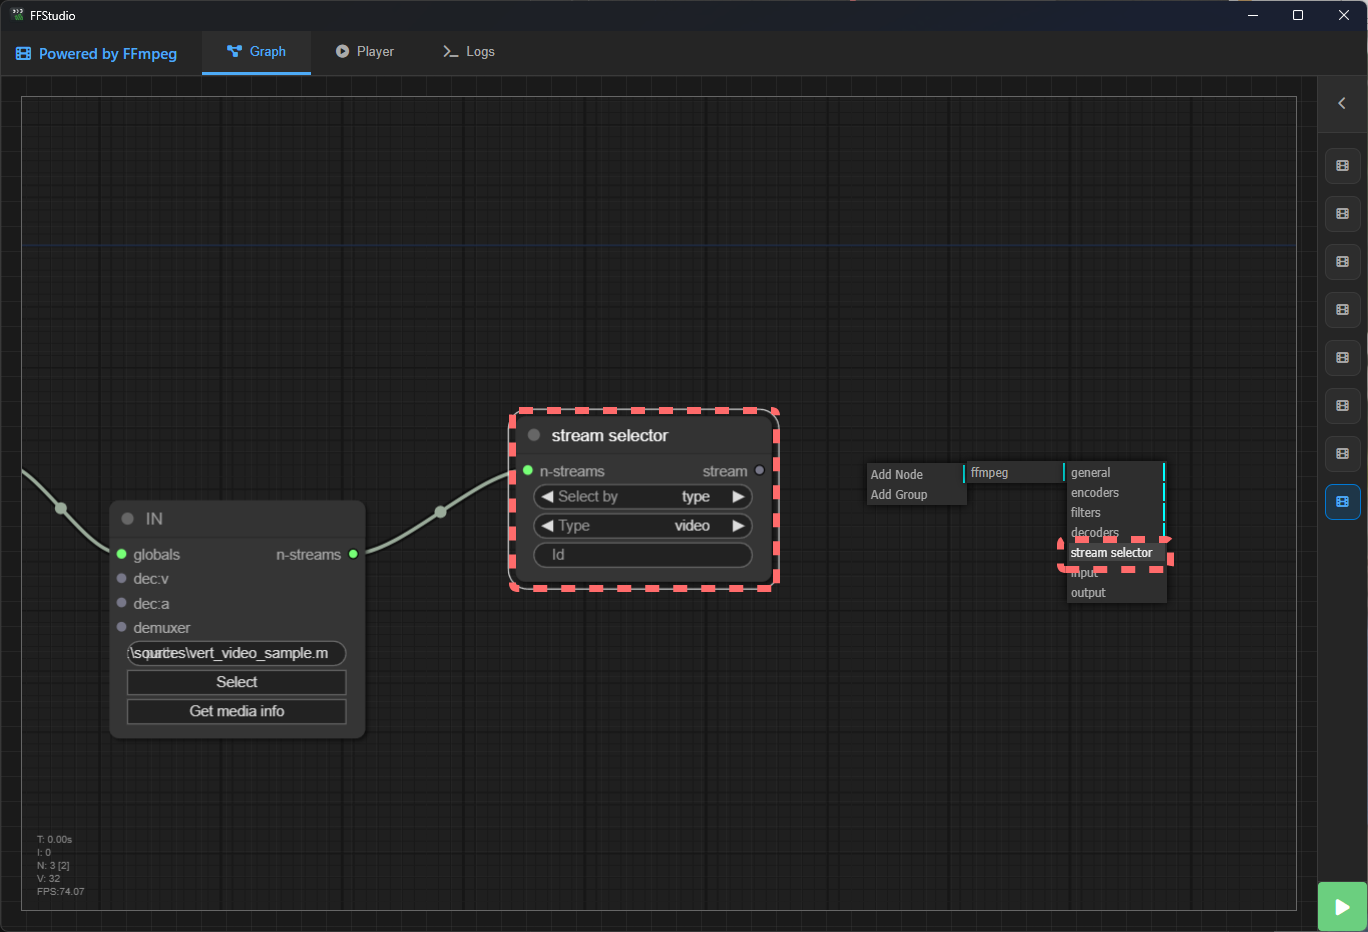 FFStudio
Powered by FFmpeg
Graph
Player
Logs
stream selector
n-streams
stream
Select by
type
Type
video
Id
IN
globals
n-streams
dec:v
dec:a
demuxer
:\sources\vert_video_sample.m
Select
Get media info
Add Node
Add Group
ffmpeg
general
encoders
filters
decoders
stream selector
input
output
T: 0.00s
I: 0
N: 3 [2]
V: 32
FPS:74.07